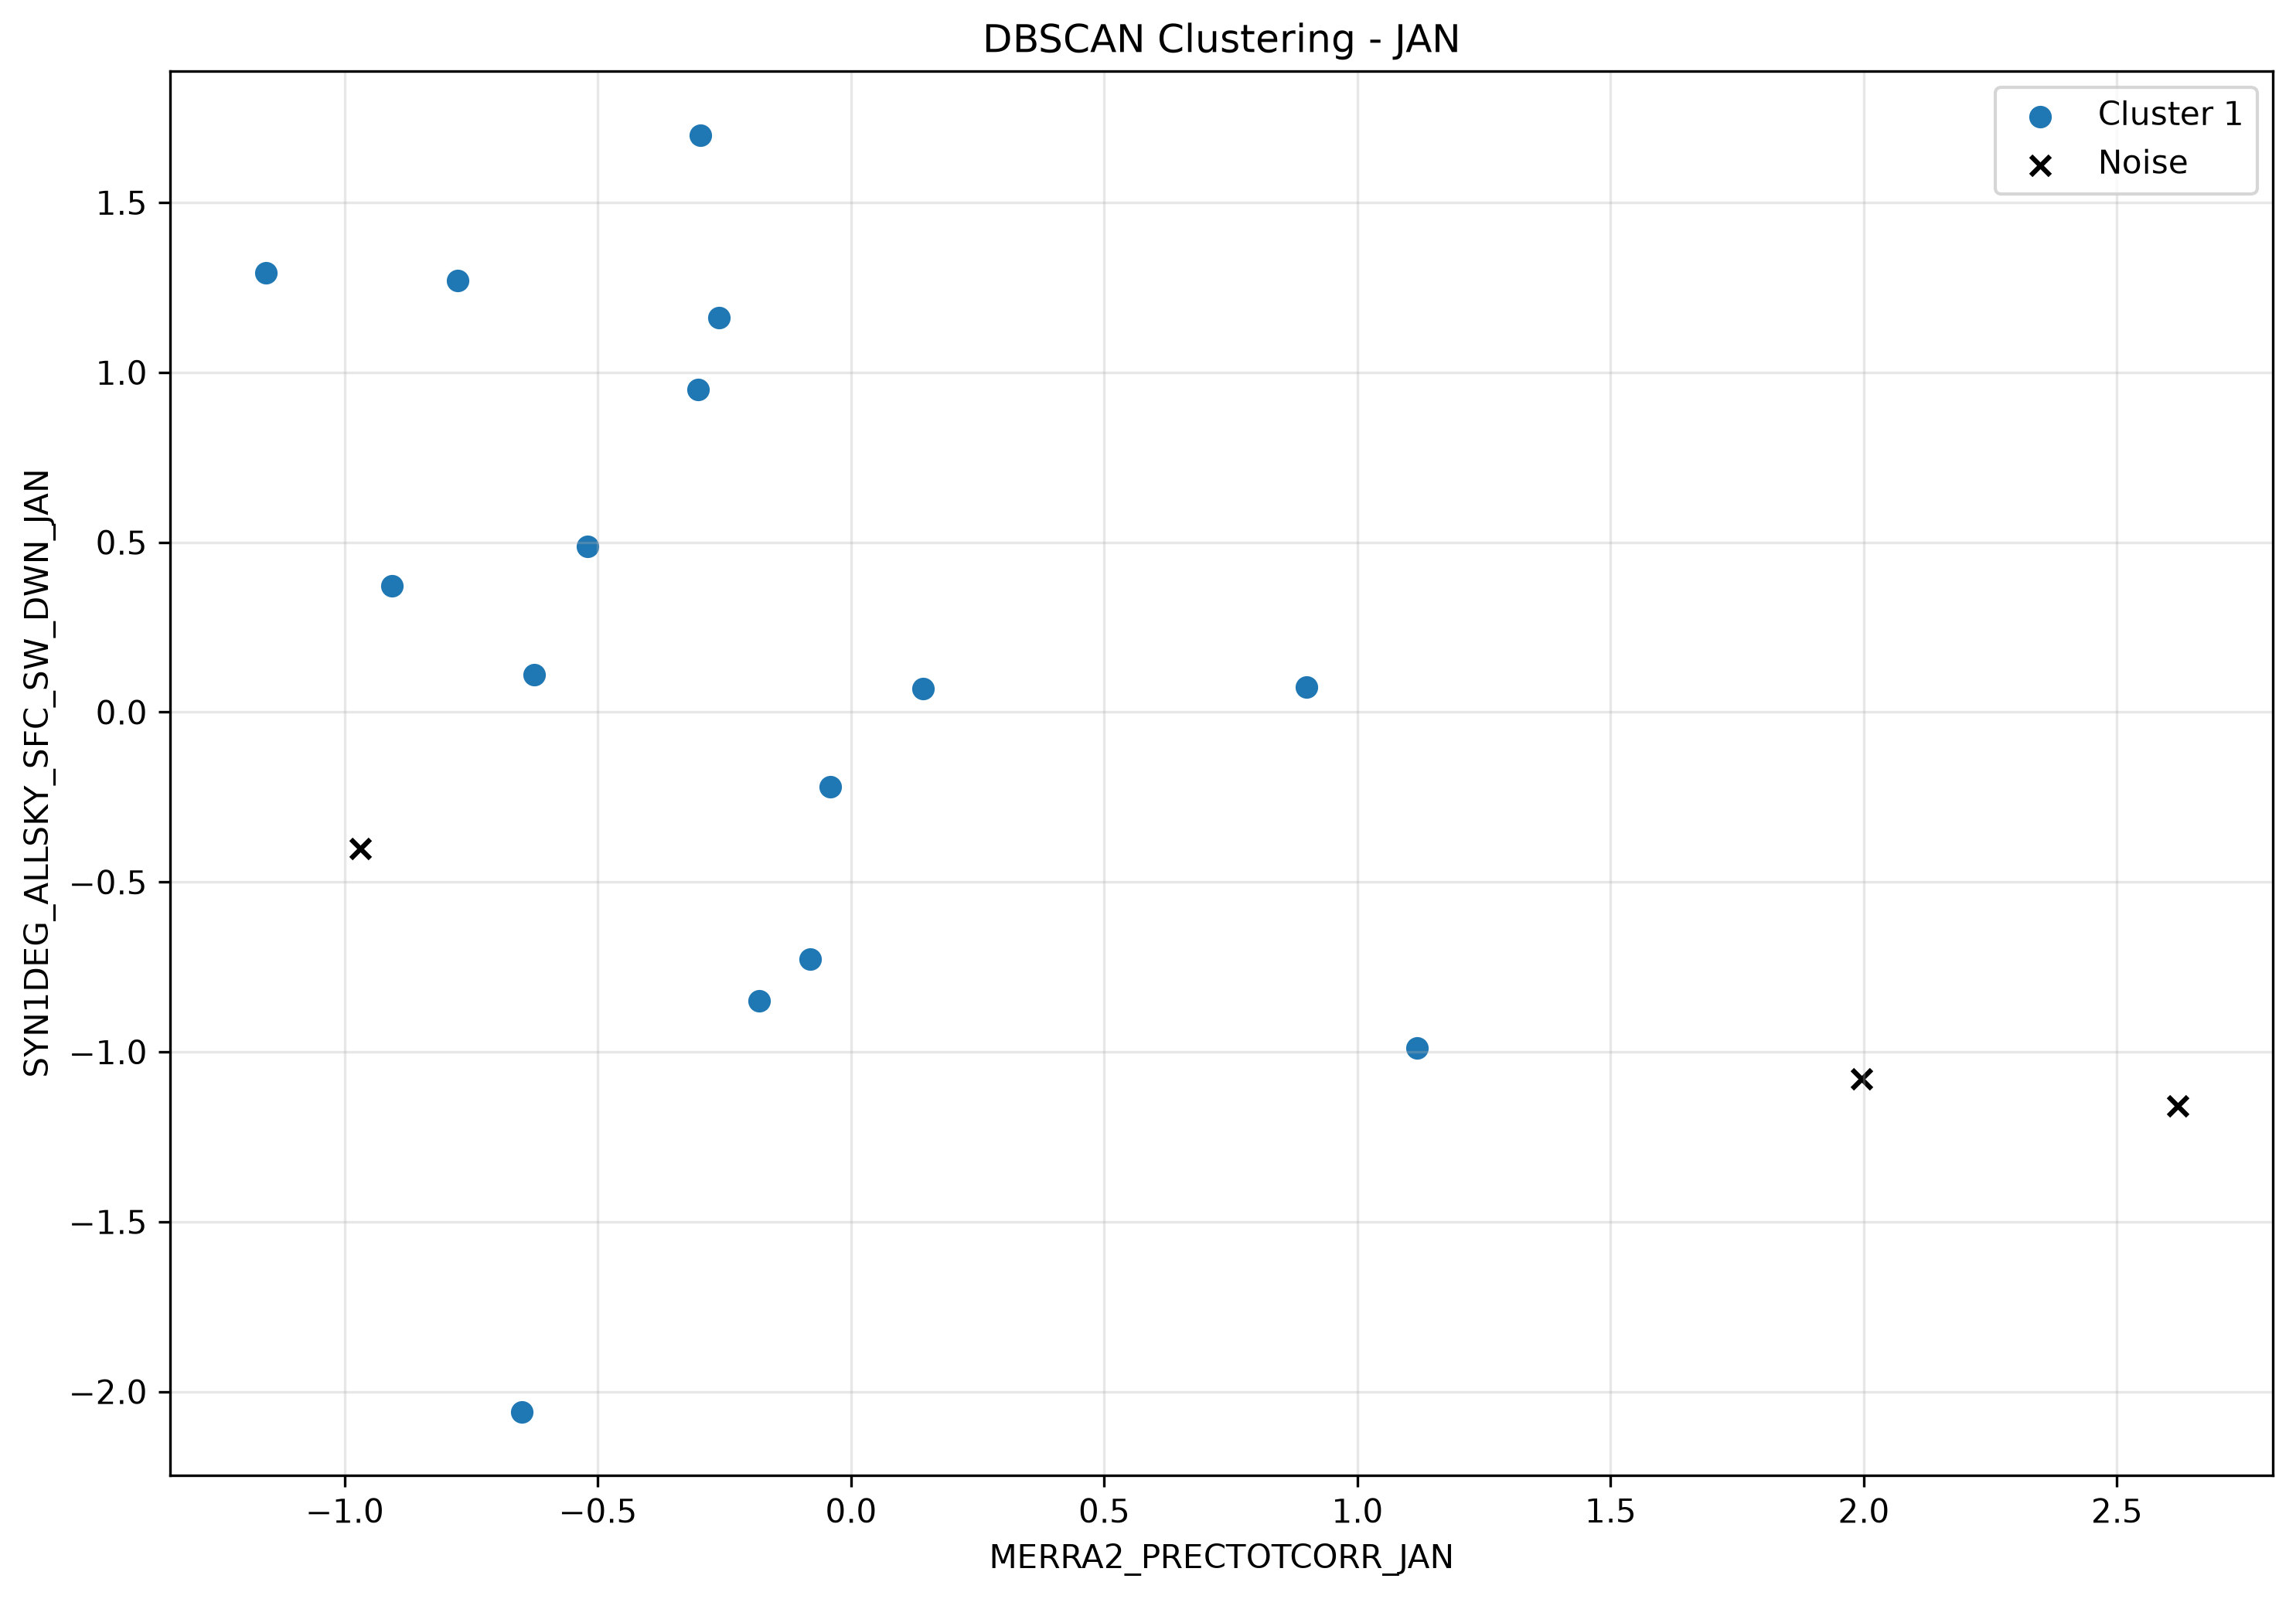 DBSCAN Clustering - JAN
Cluster 1
Noise
SYN1DEG_ALLSKY_SFC_SW_DWN_JAN
1.5
1.0
0.5
0.0
−0.5
−1.0
−1.5
−2.0
−1.0 −0.5 0.0 0.5 1.0 1.5 2.0 2.5
MERRA2_PRECTOTCORR_JAN